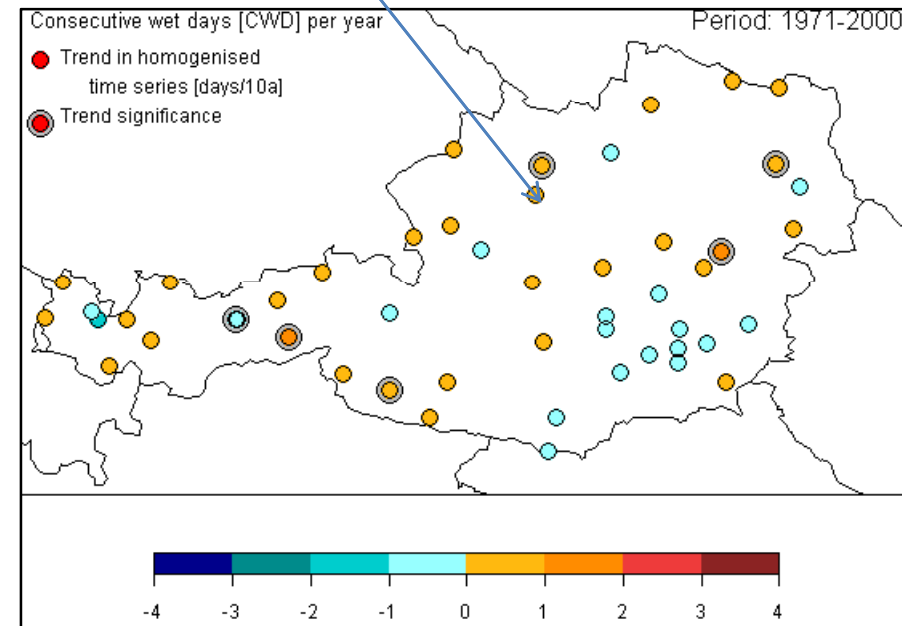 Consecutive wet days [CWD] per year
Period: 1971-2000
Trend in homogenised
time series [days/10a]
Trend significance
-4 -3 -2 -1 0 1 2 3 4